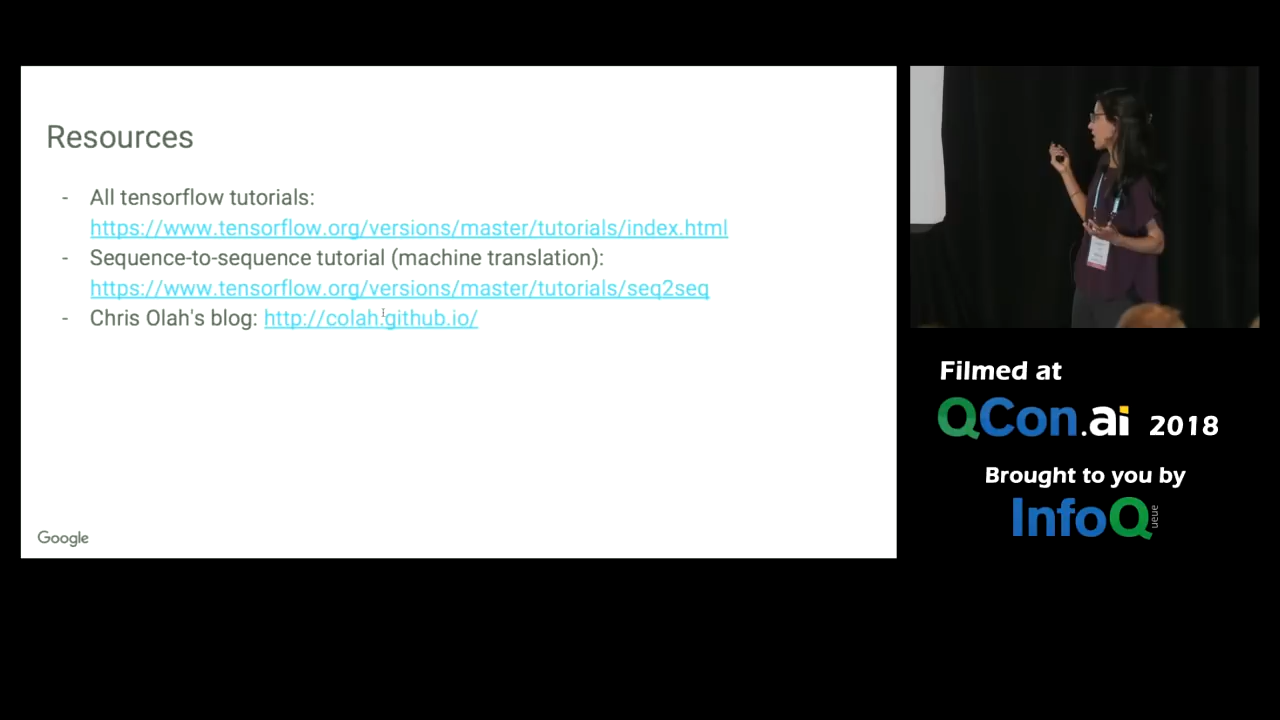 Resources
- All tensorflow tutorials:
https://www.tensorflow.org/versions/master/tutorials/index.html
- Sequence-to-sequence tutorial (machine translation):
https://www.tensorflow.org/versions/master/tutorials/seq2seq
- Chris Olah's blog: http://colah.github.io/
Google
Filmed at
QCon.ai 2018
Brought to you by
InfoQ
ueue